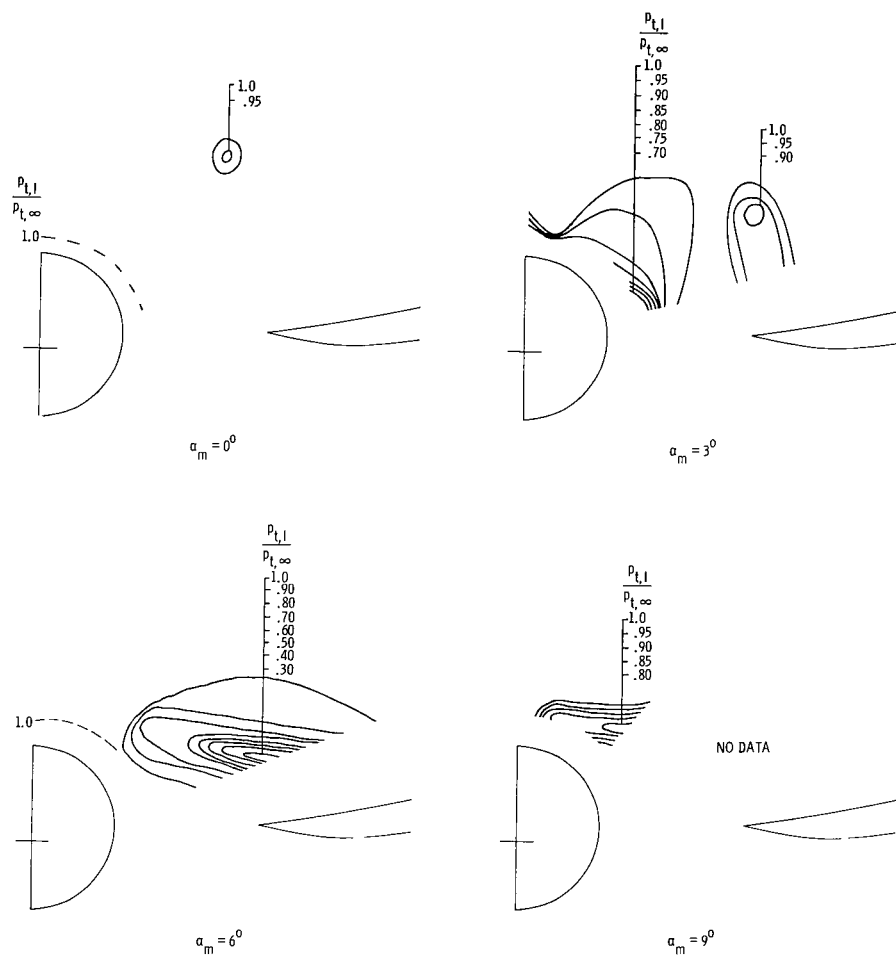 p_t,l
p_t,∞
1.0
.95
p_t,l
p_t,∞
1.0
α_m = 0°
p_t,l
p_t,∞
1.0
.95
.90
.85
.80
.75
.70
1.0
.95
.90
α_m = 3°
p_t,l
p_t,∞
1.0
.90
.80
.70
.60
.50
.40
.30
1.0
α_m = 6°
p_t,l
p_t,∞
1.0
.95
.90
.85
.80
NO DATA
α_m = 9°